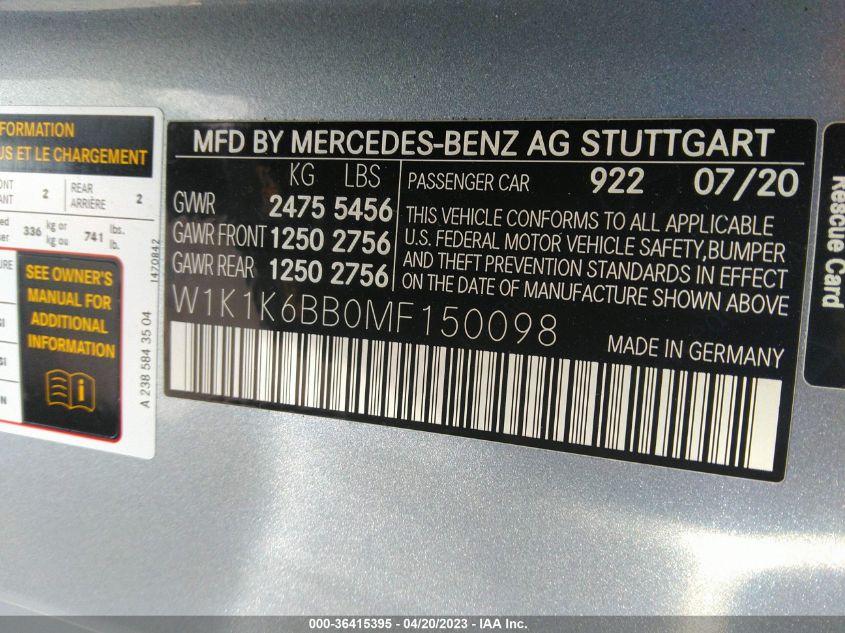 FORMATION
US ET LE CHARGEMENT
2
REAR
ARRIÈRE
2
336 kg or
kg ou
741 lbs.
lb.
SEE OWNER'S
MANUAL FOR
ADDITIONAL
INFORMATION
1470842
A 238 584 35 04
MFD BY MERCEDES-BENZ AG STUTTGART
KG LBS
GVWR 2475 5456
GAWR FRONT 1250 2756
GAWR REAR 1250 2756
PASSENGER CAR 922 07/20
THIS VEHICLE CONFORMS TO ALL APPLICABLE
U.S. FEDERAL MOTOR VEHICLE SAFETY,BUMPER
AND THEFT PREVENTION STANDARDS IN EFFECT
ON THE DATE OF MANUFACTURE SHOWN ABOVE
W1K1K6BB0MF150098
MADE IN GERMANY
Rescue Card
000-36415395 - 04/20/2023 - IAA Inc.